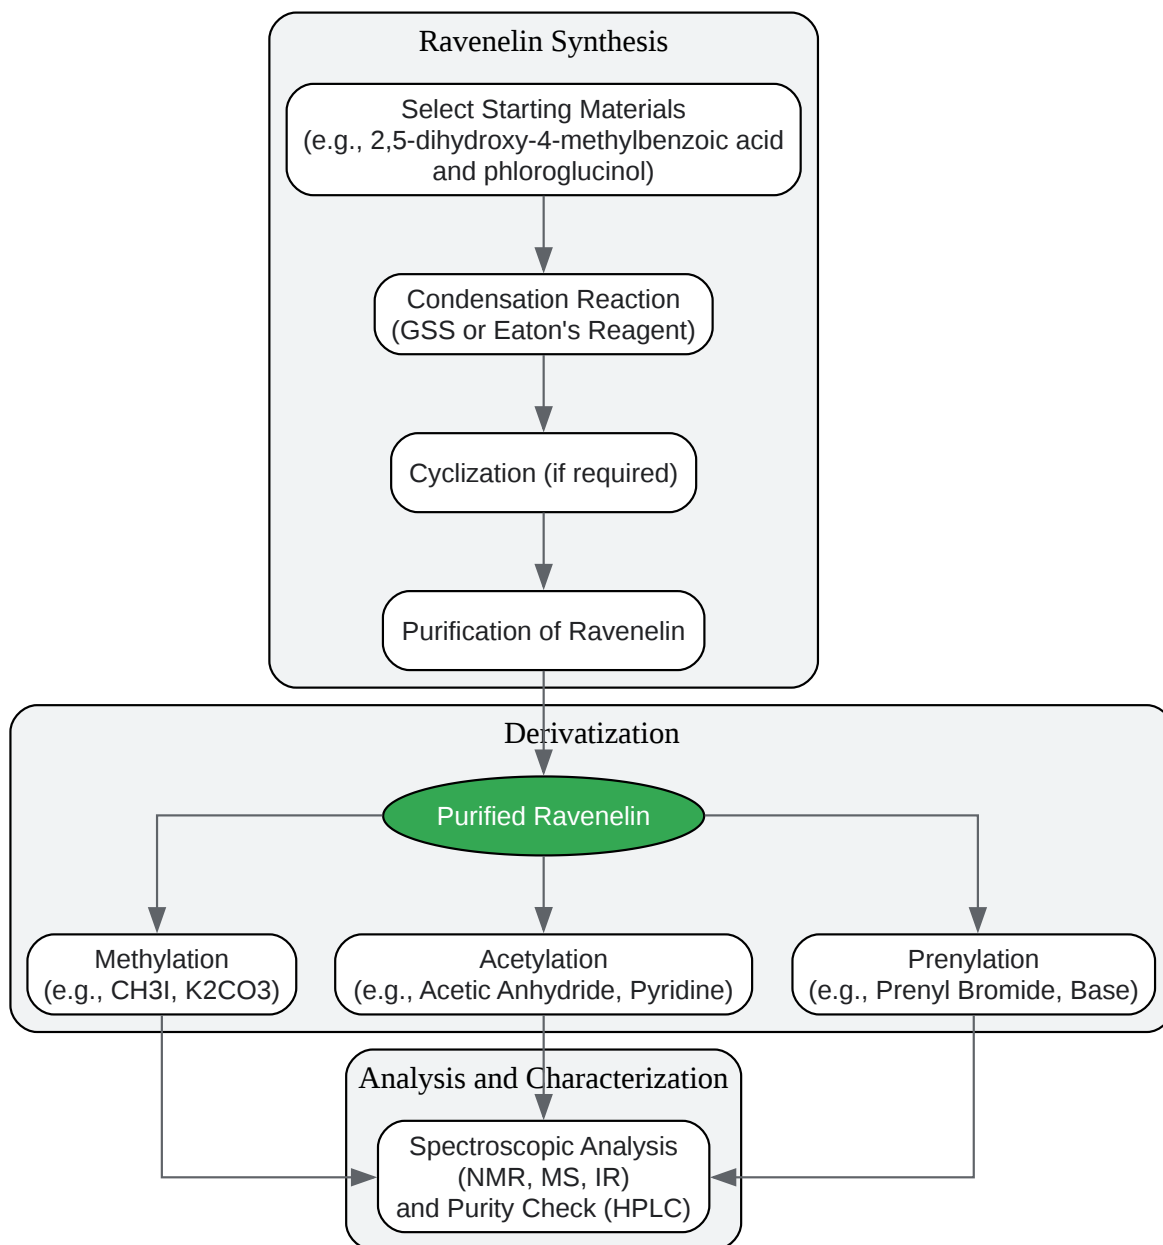 Ravenelin Synthesis
Select Starting Materials
(e.g., 2,5-dihydroxy-4-methylbenzoic acid
and phloroglucinol)
Condensation Reaction
(GSS or Eaton's Reagent)
Cyclization (if required)
Purification of Ravenelin
Derivatization
Purified Ravenelin
Methylation
(e.g., CH3I, K2CO3)
Acetylation
(e.g., Acetic Anhydride, Pyridine)
Prenylation
(e.g., Prenyl Bromide, Base)
Analysis and Characterization
Spectroscopic Analysis
(NMR, MS, IR)
and Purity Check (HPLC)